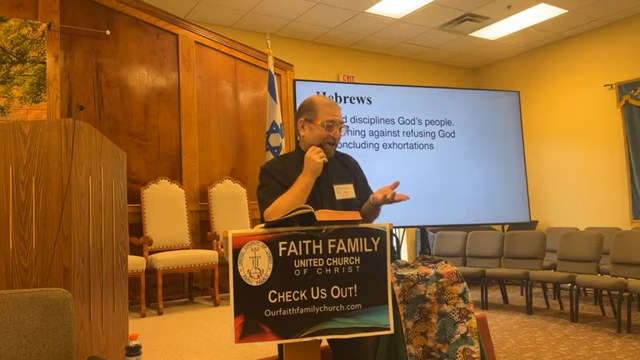 EXIT
Hebrews
d disciplines God's people.
hing against refusing God
oncluding exhortations
FAITH FAMILY
UNITED CHURCH
OF CHRIST
CHECK US OUT!
Ourfaithfamilychurch.com